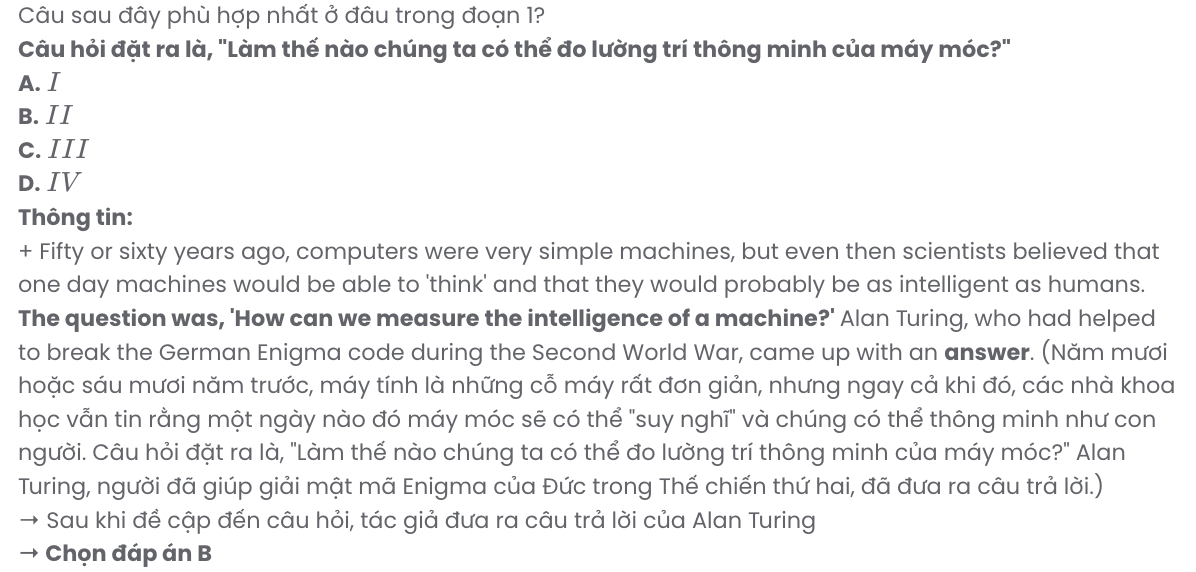 Câu sau đây phù hợp nhất ở đâu trong đoạn 1?
Câu hỏi đặt ra là, "Làm thế nào chúng ta có thể đo lường trí thông minh của máy móc?"
A. I
B. II
C. III
D. IV
Thông tin:
+ Fifty or sixty years ago, computers were very simple machines, but even then scientists believed that
one day machines would be able to 'think' and that they would probably be as intelligent as humans.
The question was, 'How can we measure the intelligence of a machine?' Alan Turing, who had helped
to break the German Enigma code during the Second World War, came up with an answer. (Năm mươi
hoặc sáu mươi năm trước, máy tính là những cỗ máy rất đơn giản, nhưng ngay cả khi đó, các nhà khoa
học vẫn tin rằng một ngày nào đó máy móc sẽ có thể "suy nghĩ" và chúng có thể thông minh như con
người. Câu hỏi đặt ra là, "Làm thế nào chúng ta có thể đo lường trí thông minh của máy móc?" Alan
Turing, người đã giúp giải mật mã Enigma của Đức trong Thế chiến thứ hai, đã đưa ra câu trả lời.)
→ Sau khi đề cập đến câu hỏi, tác giả đưa ra câu trả lời của Alan Turing
→ Chọn đáp án B